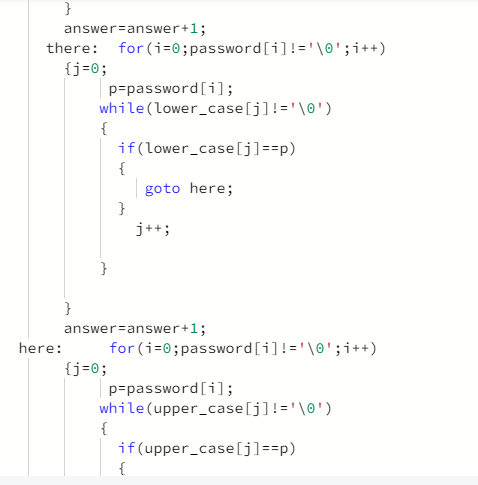 }
answer=answer+1;
there:  for(i=0;password[i]!='\0';i++)
{j=0;
p=password[i];
while(lower_case[j]!='\0')
{
if(lower_case[j]==p)
{
goto here;
}
j++;
}
}
answer=answer+1;
here:     for(i=0;password[i]!='\0';i++)
{j=0;
p=password[i];
while(upper_case[j]!='\0')
{
if(upper_case[j]==p)
{